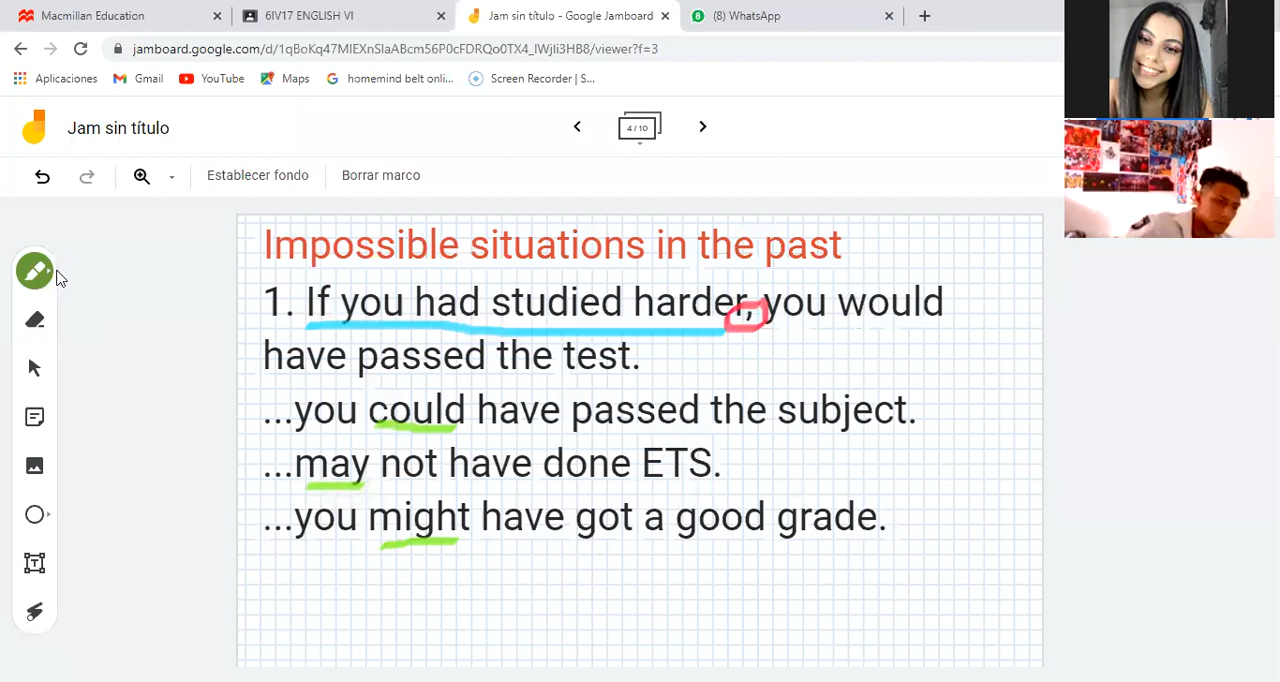 Macmillan Education
6IV17 ENGLISH VI
Jam sin título - Google Jamboard
8
(8) WhatsApp
jamboard.google.com/d/1qBoKq47MIEXnSlaABcm56P0cFDRQo0TX4_lWJli3HB8/viewer?f=3
Aplicaciones
Gmail
YouTube
Maps
homemind belt onli...
Screen Recorder | S...
Jam sin título
4 / 10
Establecer fondo
Borrar marco
Impossible situations in the past
1. If you had studied harder, you would
have passed the test.
...you could have passed the subject.
...may not have done ETS.
...you might have got a good grade.